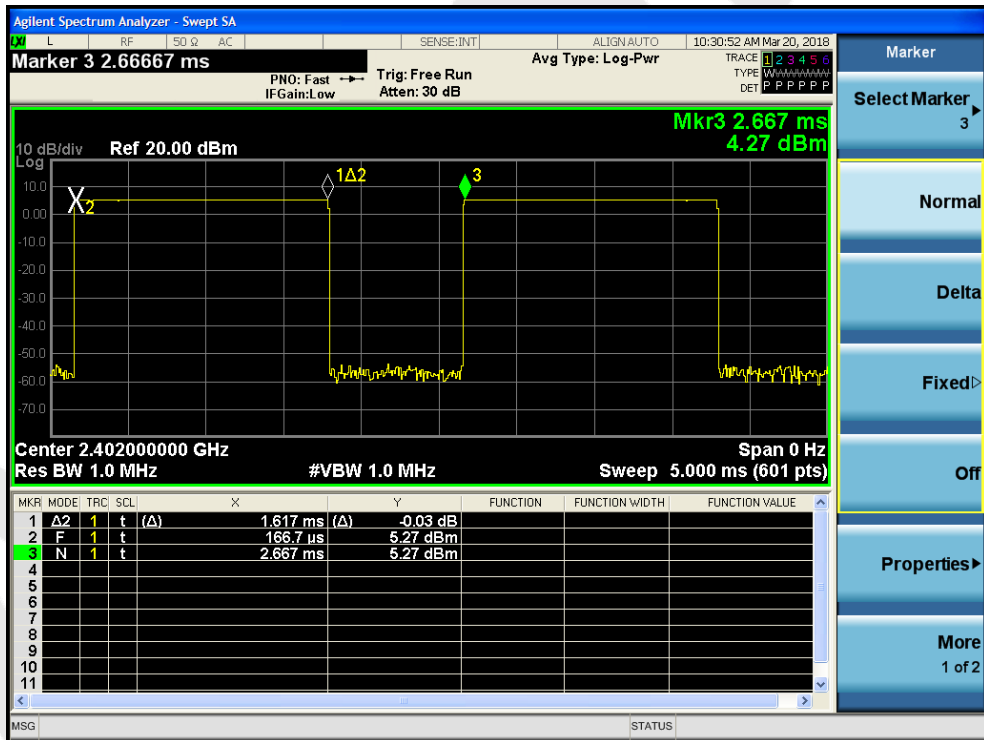 Agilent Spectrum Analyzer - Swept SA
LXI L RF 50 Ω AC SENSE:INT ALIGN AUTO 10:30:52 AM Mar 20, 2018
Marker 3 2.66667 ms
PNO: Fast
IFGain:Low
Trig: Free Run
Atten: 30 dB
Avg Type: Log-Pwr
TRACE 1 2 3 4 5 6
TYPE WWWWWW
DET P P P P P P
Mkr3 2.667 ms
4.27 dBm
10 dB/div Ref 20.00 dBm
Log
10.0
0.00
-10.0
-20.0
-30.0
-40.0
-50.0
-60.0
-70.0
2
1Δ2
3
Center 2.402000000 GHz Span 0 Hz
Res BW 1.0 MHz #VBW 1.0 MHz Sweep 5.000 ms (601 pts)
MKR MODE TRC SCL X Y FUNCTION FUNCTION WIDTH FUNCTION VALUE
1 Δ2 1 t (Δ) 1.617 ms (Δ) -0.03 dB
2 F 1 t 166.7 µs 5.27 dBm
3 N 1 t 2.667 ms 5.27 dBm
4
5
6
7
8
9
10
11
MSG STATUS
Marker
Select Marker
3
Normal
Delta
Fixed
Off
Properties
More
1 of 2